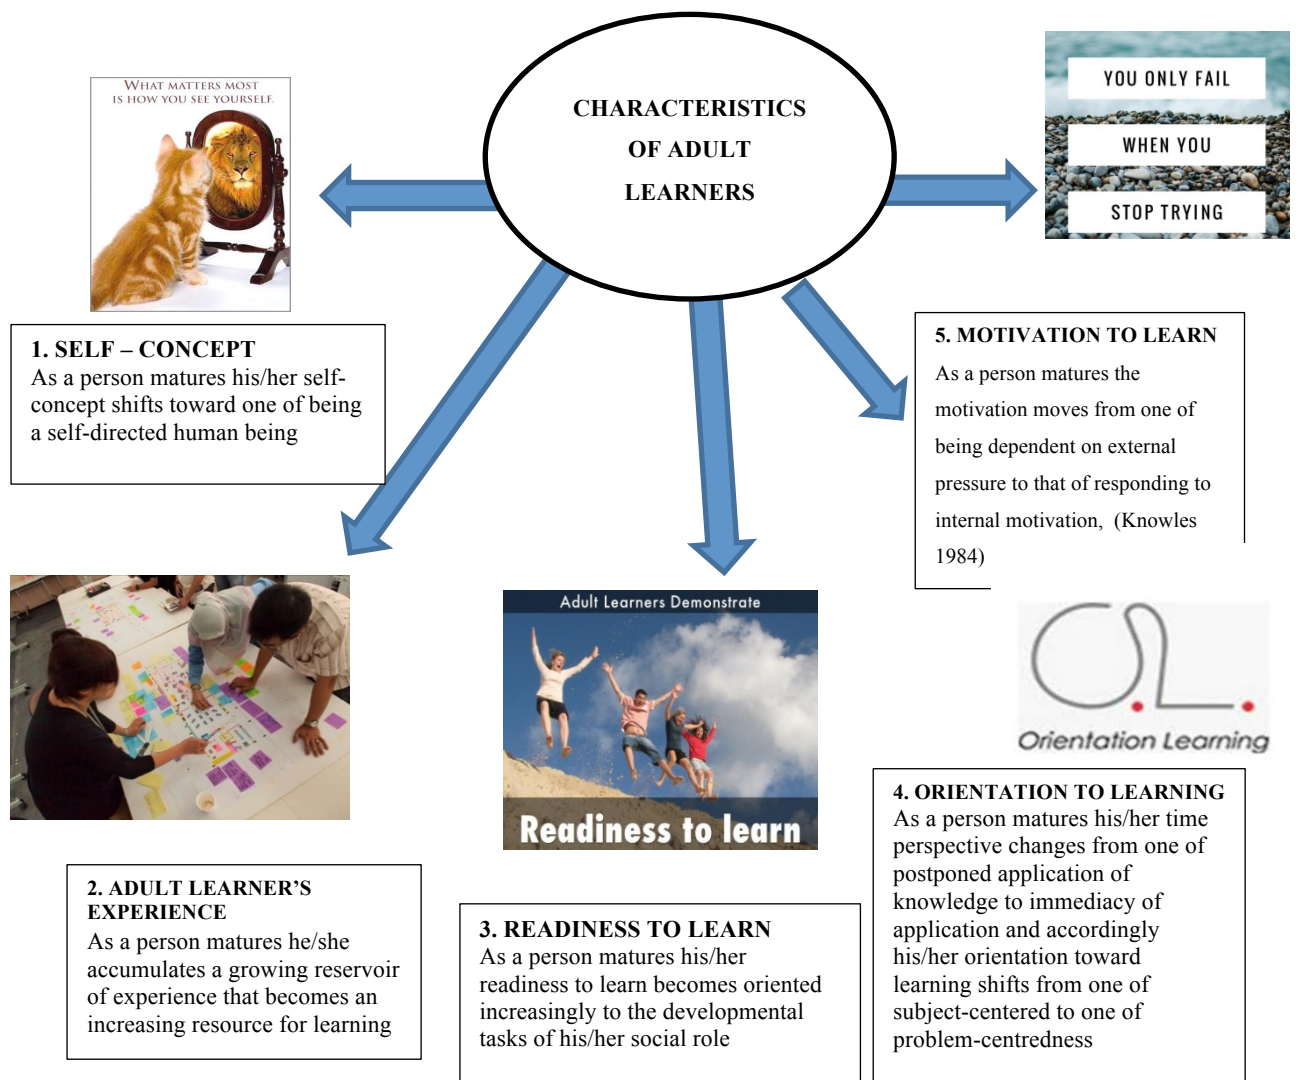 WHAT MATTERS MOST
IS HOW YOU SEE YOURSELF.
CHARACTERISTICS
OF ADULT
LEARNERS
YOU ONLY FAIL
WHEN YOU
STOP TRYING
1. SELF – CONCEPT
As a person matures his/her self-
concept shifts toward one of being
a self-directed human being
5. MOTIVATION TO LEARN
As a person matures the
motivation moves from one of
being dependent on external
pressure to that of responding to
internal motivation, (Knowles
1984)
Adult Learners Demonstrate
Readiness to learn
O.L.
Orientation Learning
2. ADULT LEARNER’S
EXPERIENCE
As a person matures he/she
accumulates a growing reservoir
of experience that becomes an
increasing resource for learning
3. READINESS TO LEARN
As a person matures his/her
readiness to learn becomes oriented
increasingly to the developmental
tasks of his/her social role
4. ORIENTATION TO LEARNING
As a person matures his/her time
perspective changes from one of
postponed application of
knowledge to immediacy of
application and accordingly
his/her orientation toward
learning shifts from one of
subject-centered to one of
problem-centredness